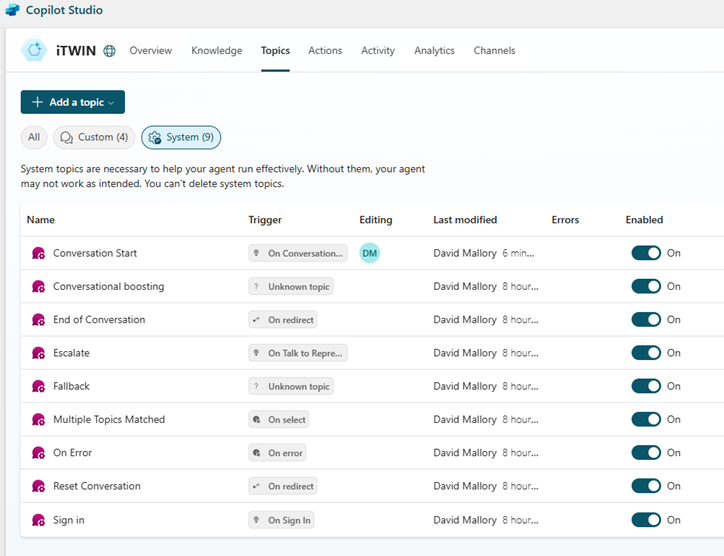 Copilot Studio
iTWIN Overview Knowledge Topics Actions Activity Analytics Channels
+ Add a topic
All Custom (4) System (9)
System topics are necessary to help your agent run effectively. Without them, your agent
may not work as intended. You can't delete system topics.
Name Trigger Editing Last modified Errors Enabled
Conversation Start On Conversation... DM David Mallory 6 min... On
Conversational boosting ? Unknown topic David Mallory 8 hour... On
End of Conversation On redirect David Mallory 8 hour... On
Escalate On Talk to Repre... David Mallory 8 hour... On
Fallback ? Unknown topic David Mallory 8 hour... On
Multiple Topics Matched On select David Mallory 8 hour... On
On Error On error David Mallory 8 hour... On
Reset Conversation On redirect David Mallory 8 hour... On
Sign in On Sign In David Mallory 8 hour... On